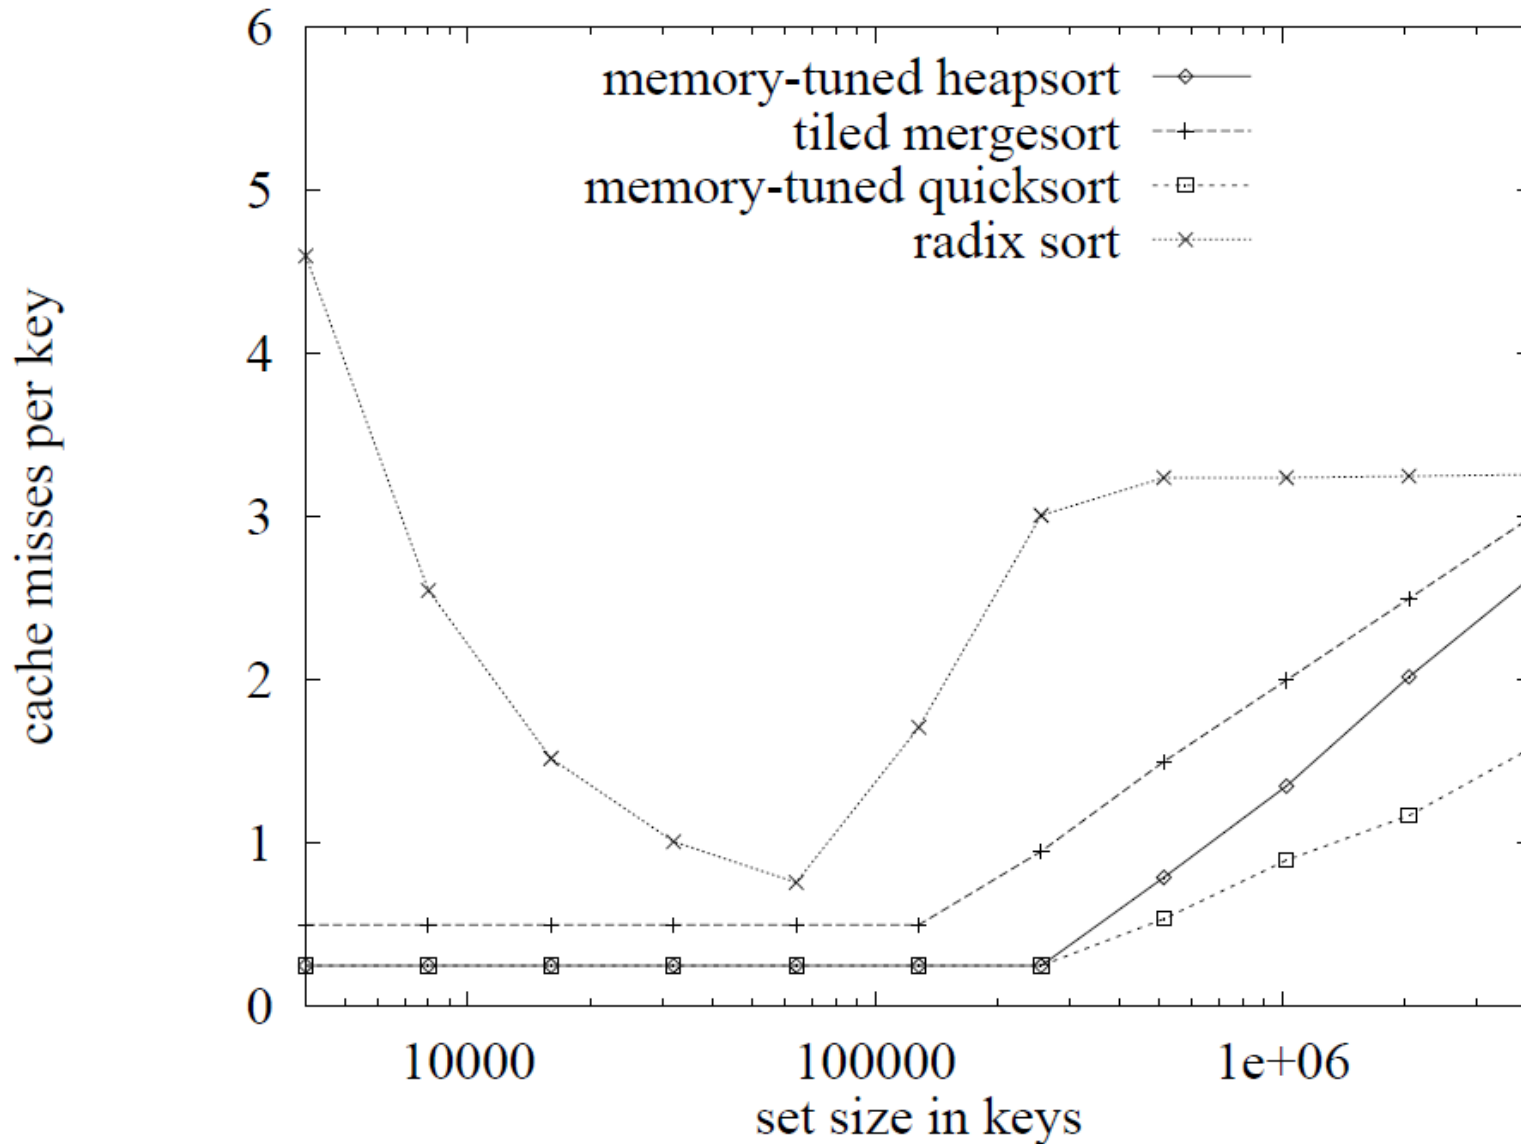 6
5
4
3
2
1
0
cache misses per key
memory-tuned heapsort
tiled mergesort
memory-tuned quicksort
radix sort
10000 100000 1e+06
set size in keys